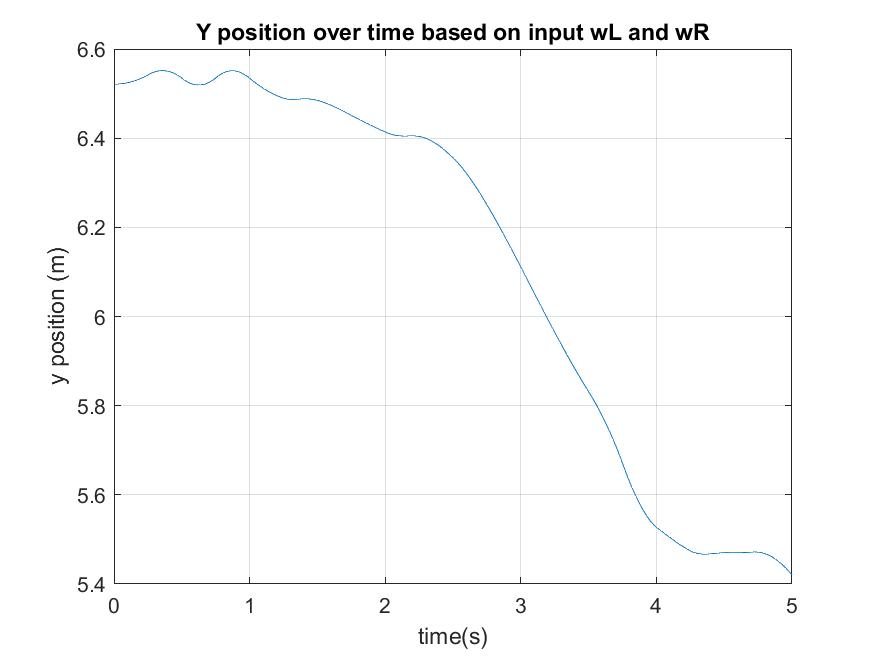 Y position over time based on input wL and wR
6.6
6.4
6.2
6
5.8
5.6
5.4
y position (m)
0 1 2 3 4 5
time(s)